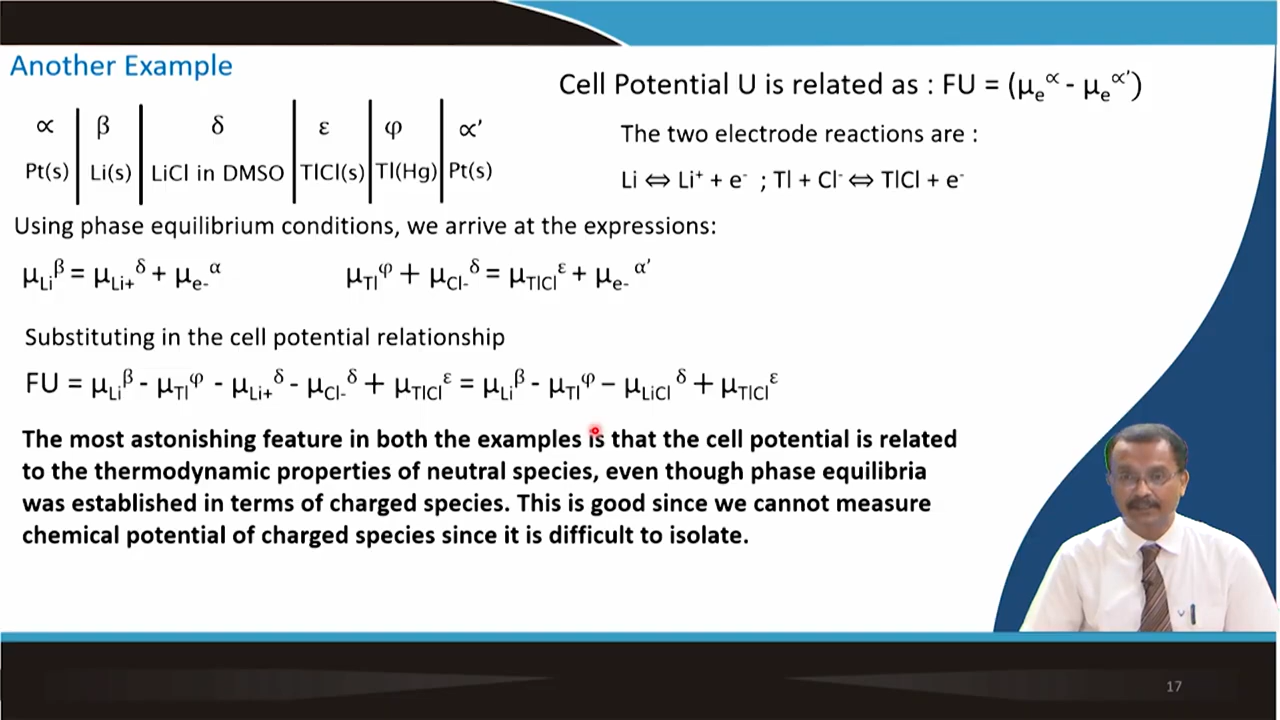 Another Example
Cell Potential U is related as : FU = (μₑ^∝ - μₑ^∝')
∝ | β | δ | ε | φ | ∝'
Pt(s) | Li(s) | LiCl in DMSO | TlCl(s) | Tl(Hg) | Pt(s)
The two electrode reactions are :
Li ⇔ Li⁺ + e⁻ ; Tl + Cl⁻ ⇔ TlCl + e⁻
Using phase equilibrium conditions, we arrive at the expressions:
μ_Li^β = μ_Li+^δ + μ_e-^α
μ_Tl^φ + μ_Cl-^δ = μ_TlCl^ε + μ_e-^α'
Substituting in the cell potential relationship
FU = μ_Li^β - μ_Tl^φ - μ_Li+^δ - μ_Cl-^δ + μ_TlCl^ε = μ_Li^β - μ_Tl^φ – μ_LiCl^δ + μ_TlCl^ε
The most astonishing feature in both the examples is that the cell potential is related
to the thermodynamic properties of neutral species, even though phase equilibria
was established in terms of charged species. This is good since we cannot measure
chemical potential of charged species since it is difficult to isolate.
17